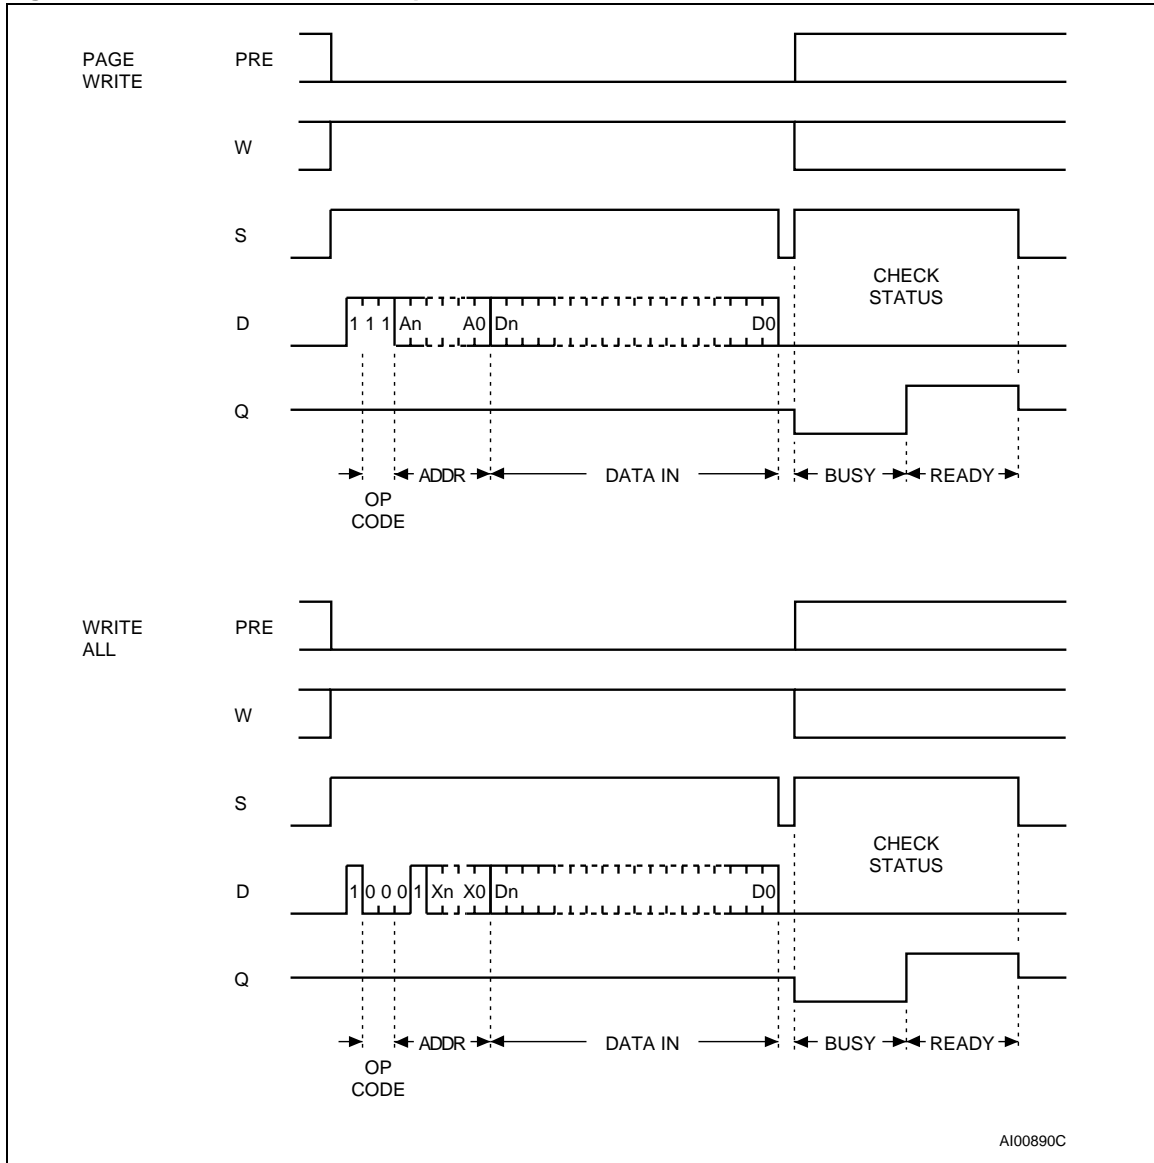 PAGE
WRITE
PRE
W
S
CHECK
STATUS
D
1 1 1 An A0 Dn D0
Q
ADDR DATA IN BUSY READY
OP
CODE
WRITE
ALL
PRE
W
S
CHECK
STATUS
D
1 0 0 0 1 Xn X0 Dn D0
Q
ADDR DATA IN BUSY READY
OP
CODE
AI00890C